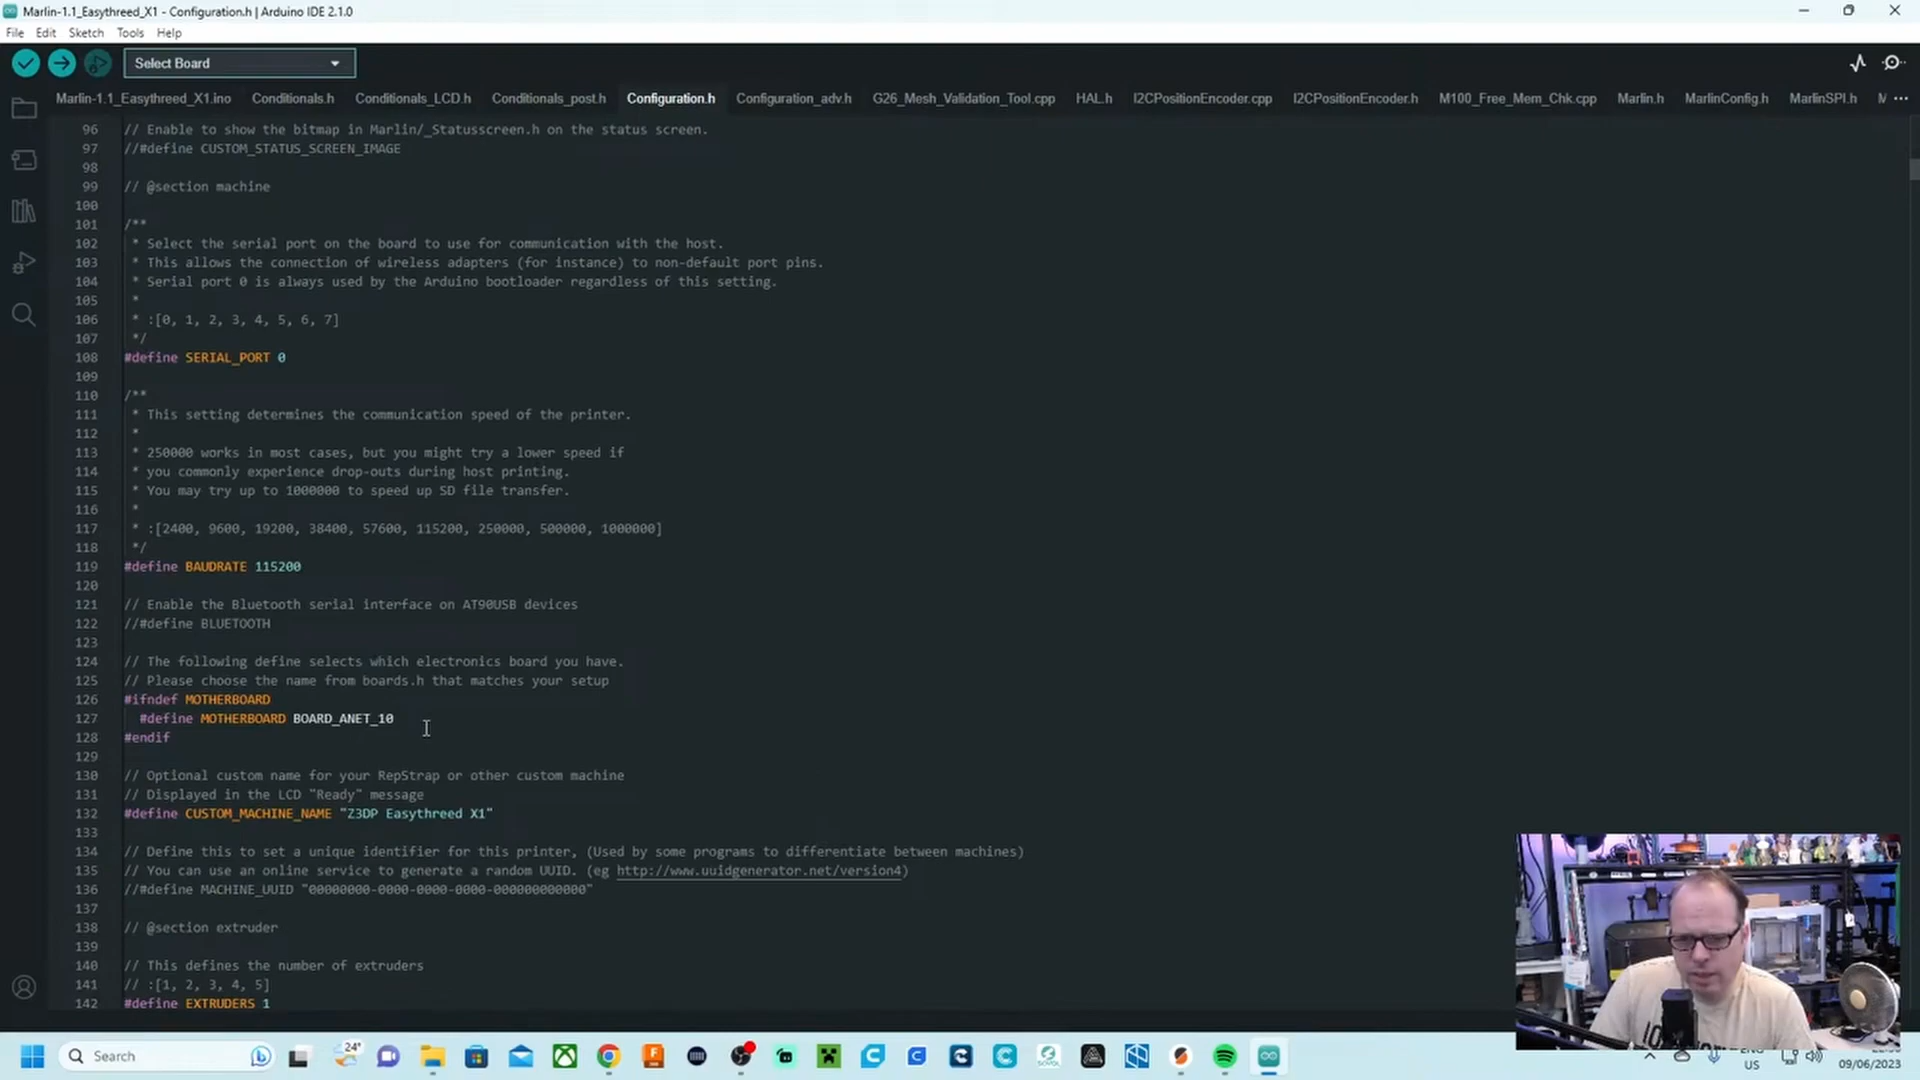 Marlin-1.1_Easythreed_X1 - Configuration.h | Arduino IDE 2.1.0
File Edit Sketch Tools Help
Select Board
Marlin-1.1_Easythreed_X1.ino Conditionals.h Conditionals_LCD.h Conditionals_post.h Configuration.h Configuration_adv.h G26_Mesh_Validation_Tool.cpp HAL.h I2CPositionEncoder.cpp I2CPositionEncoder.h M100_Free_Mem_Chk.cpp Marlin.h MarlinConfig.h MarlinSPI.h
96 // Enable to show the bitmap in Marlin/_Statusscreen.h on the status screen.
97 //#define CUSTOM_STATUS_SCREEN_IMAGE
98
99 // @section machine
100
101 /**
102 * Select the serial port on the board to use for communication with the host.
103 * This allows the connection of wireless adapters (for instance) to non-default port pins.
104 * Serial port 0 is always used by the Arduino bootloader regardless of this setting.
105 *
106 * :[0, 1, 2, 3, 4, 5, 6, 7]
107 */
108 #define SERIAL_PORT 0
109
110 /**
111 * This setting determines the communication speed of the printer.
112 *
113 * 250000 works in most cases, but you might try a lower speed if
114 * you commonly experience drop-outs during host printing.
115 * You may try up to 1000000 to speed up SD file transfer.
116 *
117 * :[2400, 9600, 19200, 38400, 57600, 115200, 250000, 500000, 1000000]
118 */
119 #define BAUDRATE 115200
120
121 // Enable the Bluetooth serial interface on AT90USB devices
122 //#define BLUETOOTH
123
124 // The following define selects which electronics board you have.
125 // Please choose the name from boards.h that matches your setup
126 #ifndef MOTHERBOARD
127 #define MOTHERBOARD BOARD_ANET_10
128 #endif
129
130 // Optional custom name for your RepStrap or other custom machine
131 // Displayed in the LCD "Ready" message
132 #define CUSTOM_MACHINE_NAME "Z3DP Easythreed X1"
133
134 // Define this to set a unique identifier for this printer, (Used by some programs to differentiate between machines)
135 // You can use an online service to generate a random UUID. (eg http://www.uuidgenerator.net/version4)
136 //#define MACHINE_UUID "00000000-0000-0000-0000-000000000000"
137
138 // @section extruder
139
140 // This defines the number of extruders
141 // :[1, 2, 3, 4, 5]
142 #define EXTRUDERS 1
Search
24°
US
09/06/2023